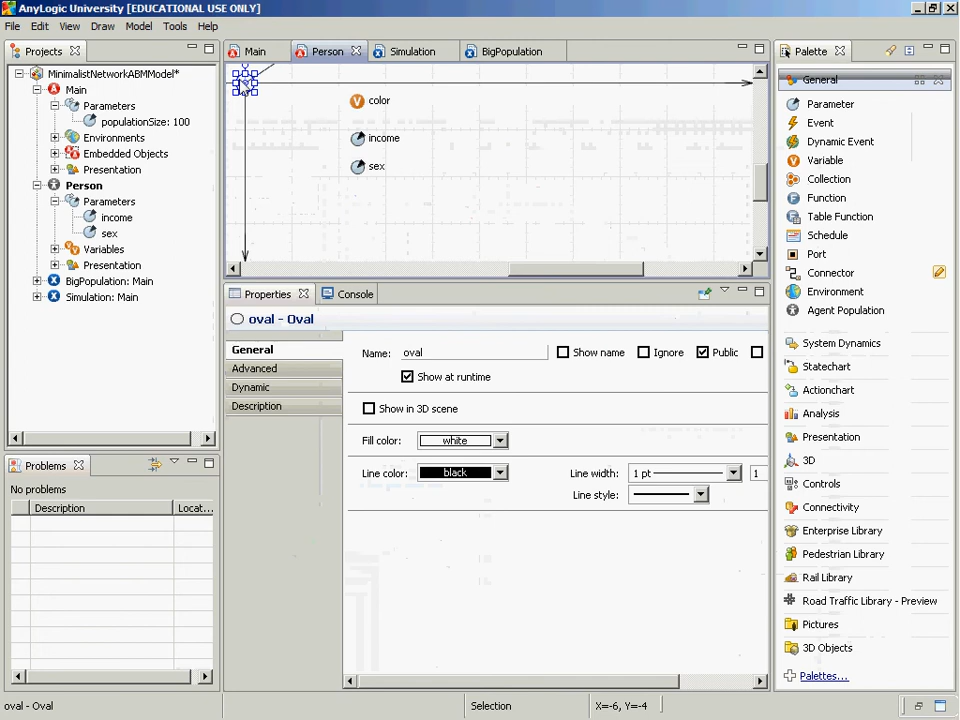 AnyLogic University [EDUCATIONAL USE ONLY]
File Edit View Draw Model Tools Help
Projects
MinimalistNetworkABMModel*
Main
Parameters
populationSize: 100
Environments
Embedded Objects
Presentation
Person
Parameters
income
sex
Variables
Presentation
BigPopulation: Main
Simulation: Main
Problems
No problems
Description Locat...
Main Person Simulation BigPopulation
color
income
sex
Properties Console
oval - Oval
General
Advanced
Dynamic
Description
Name: oval Show name Ignore Public
Show at runtime
Show in 3D scene
Fill color: white
Line color: black Line width: 1 pt 1
Line style:
Palette
General
Parameter
Event
Dynamic Event
Variable
Collection
Function
Table Function
Schedule
Port
Connector
Environment
Agent Population
System Dynamics
Statechart
Actionchart
Analysis
Presentation
3D
Controls
Connectivity
Enterprise Library
Pedestrian Library
Rail Library
Road Traffic Library - Preview
Pictures
3D Objects
Palettes...
oval - Oval Selection X=-6, Y=-4